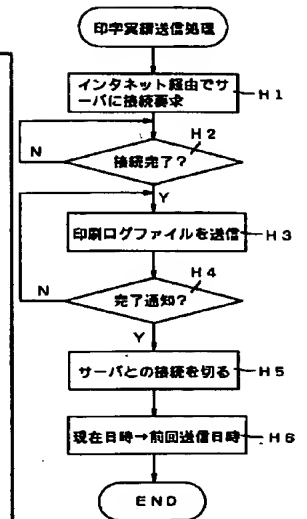 印字実績送信処理
インタネット経由でサ
ーバに接続要求
H1
H2
接続完了?
N
Y
印刷ログファイルを送信
H3
H4
完了通知?
N
Y
サーバとの接続を切る
H5
現在日時→前回送信日時
H6
END